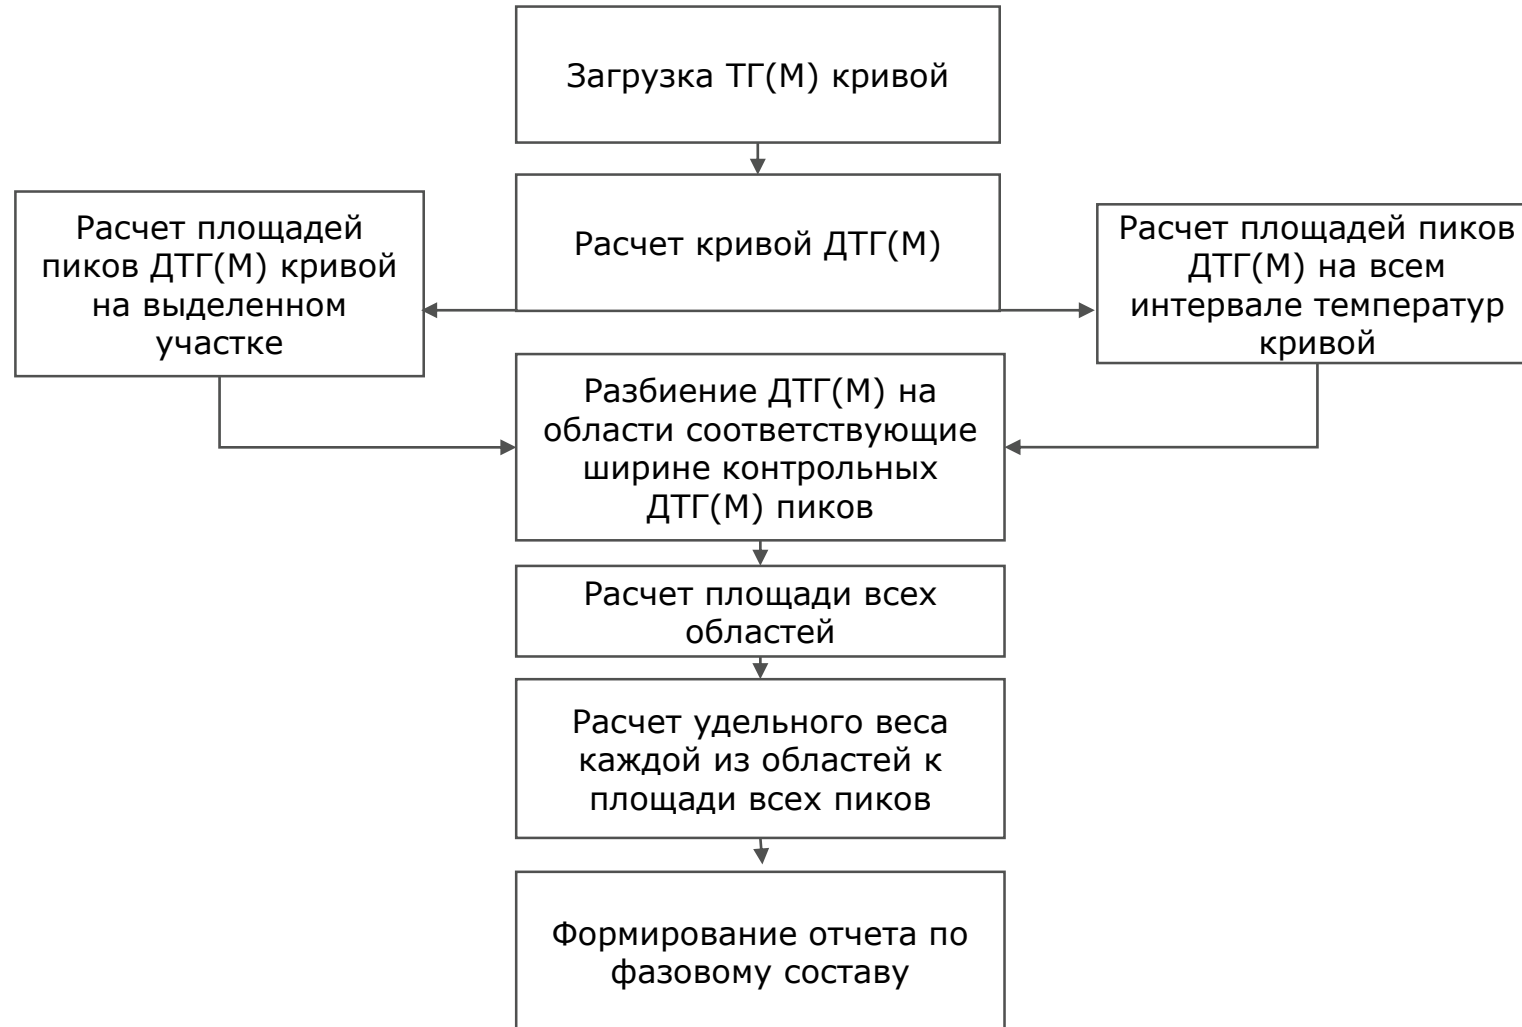 Загрузка ТГ(М) кривой
Расчет кривой ДТГ(М)
Расчет площадей
пиков ДТГ(М) кривой
на выделенном
участке
Расчет площадей пиков
ДТГ(М) на всем
интервале температур
кривой
Разбиение ДТГ(М) на
области соответствующие
ширине контрольных
ДТГ(М) пиков
Расчет площади всех
областей
Расчет удельного веса
каждой из областей к
площади всех пиков
Формирование отчета по
фазовому составу